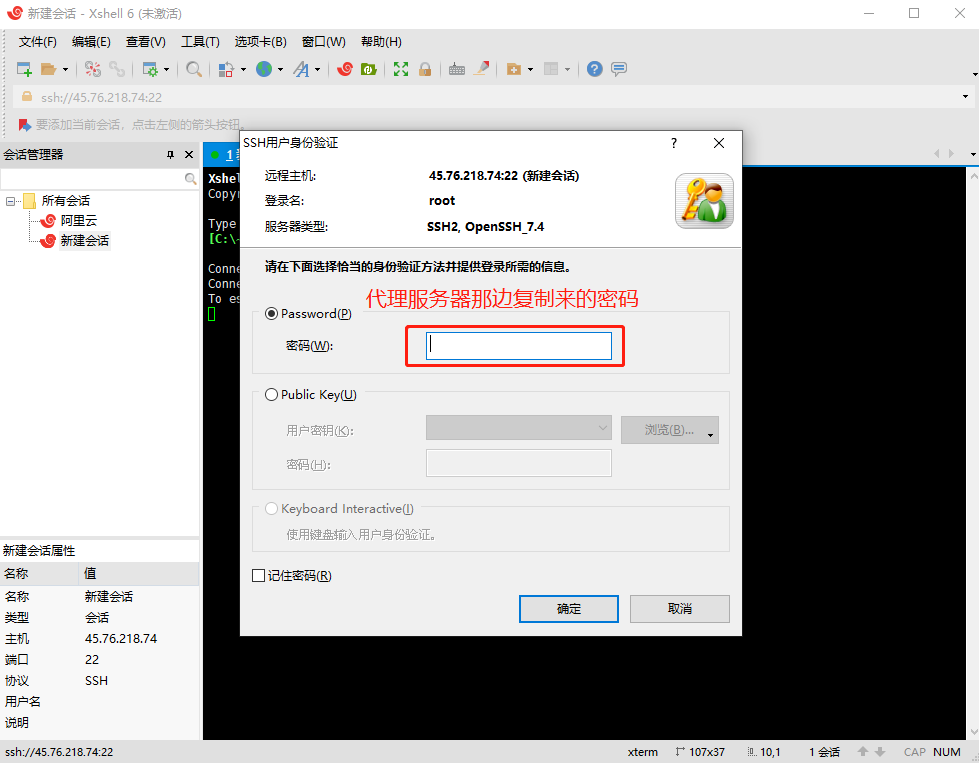 新建会话 - Xshell 6 (未激活)
文件(F) 编辑(E) 查看(V) 工具(T) 选项卡(B) 窗口(W) 帮助(H)
ssh://45.76.218.74:22
要添加当前会话，点击左侧的箭头按钮。
会话管理器
所有会话
阿里云
新建会话
1
Xshel
Copyr
Type
[C:\
Conne
Conne
To es
SSH用户身份验证
?
远程主机: 45.76.218.74:22 (新建会话)
登录名: root
服务器类型: SSH2, OpenSSH_7.4
请在下面选择恰当的身份验证方法并提供登录所需的信息。
代理服务器那边复制来的密码
Password(P)
密码(W):
Public Key(U)
用户密钥(K): 浏览(B)...
密码(H):
Keyboard Interactive(I)
使用键盘输入用户身份验证。
记住密码(R)
确定 取消
新建会话属性
名称 值
名称 新建会话
类型 会话
主机 45.76.218.74
端口 22
协议 SSH
用户名
说明
ssh://45.76.218.74:22 xterm 107x37 10,1 1 会话 CAP NUM